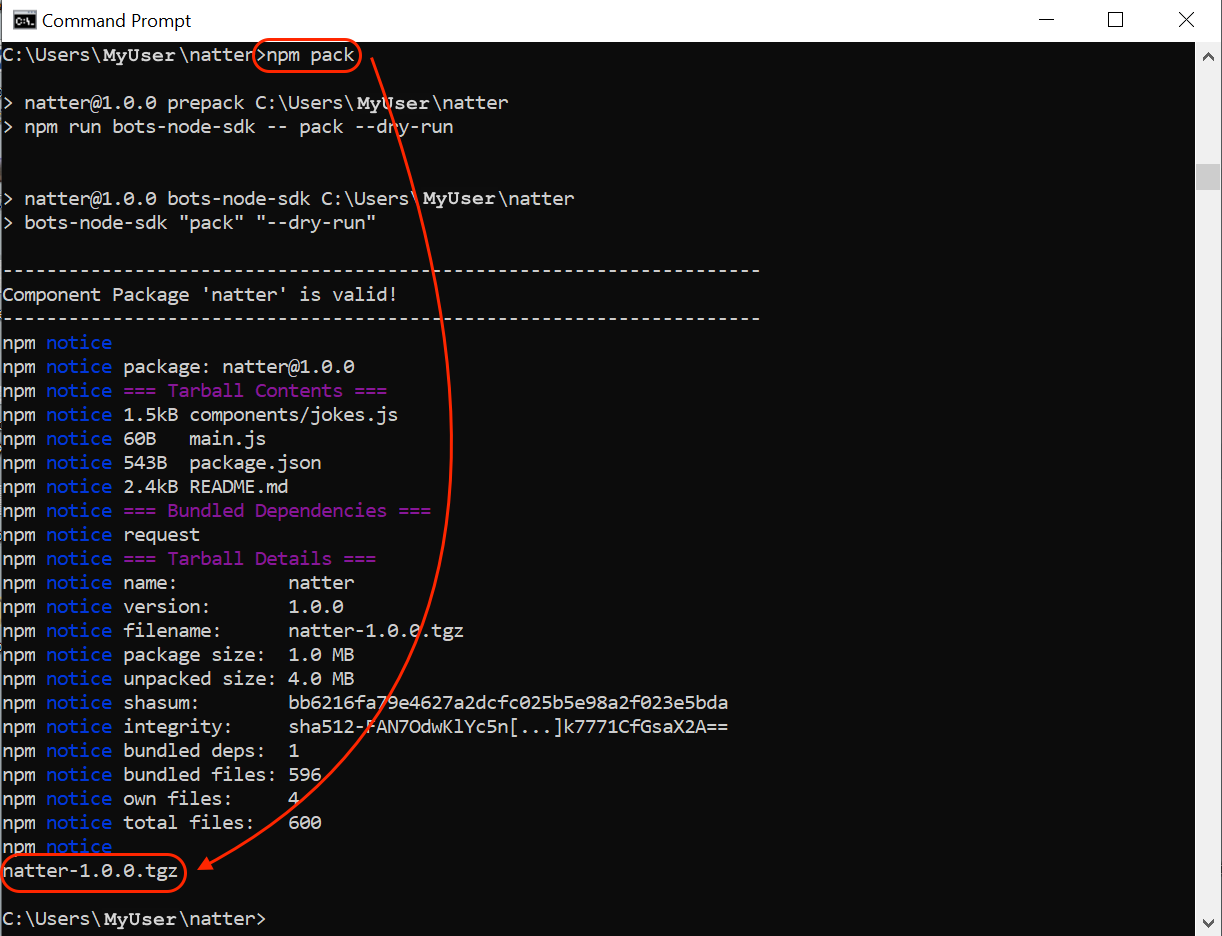 Command Prompt
C:\Users\MyUser\natter>npm pack
> natter@1.0.0 prepack C:\Users\MyUser\natter
> npm run bots-node-sdk -- pack --dry-run
> natter@1.0.0 bots-node-sdk C:\Users\MyUser\natter
> bots-node-sdk "pack" "--dry-run"
---------------------------------------------------------------------
Component Package 'natter' is valid!
---------------------------------------------------------------------
npm notice
npm notice package: natter@1.0.0
npm notice === Tarball Contents ===
npm notice 1.5kB components/jokes.js
npm notice 60B   main.js
npm notice 543B  package.json
npm notice 2.4kB README.md
npm notice === Bundled Dependencies ===
npm notice request
npm notice === Tarball Details ===
npm notice name:          natter
npm notice version:       1.0.0
npm notice filename:      natter-1.0.0.tgz
npm notice package size:  1.0 MB
npm notice unpacked size: 4.0 MB
npm notice shasum:        bb6216fa79e4627a2dcfc025b5e98a2f023e5bda
npm notice integrity:     sha512-FAN7OdwKlYc5n[...]k7771CfGsaX2A==
npm notice bundled deps:  1
npm notice bundled files: 596
npm notice own files:     4
npm notice total files:   600
npm notice
natter-1.0.0.tgz
C:\Users\MyUser\natter>